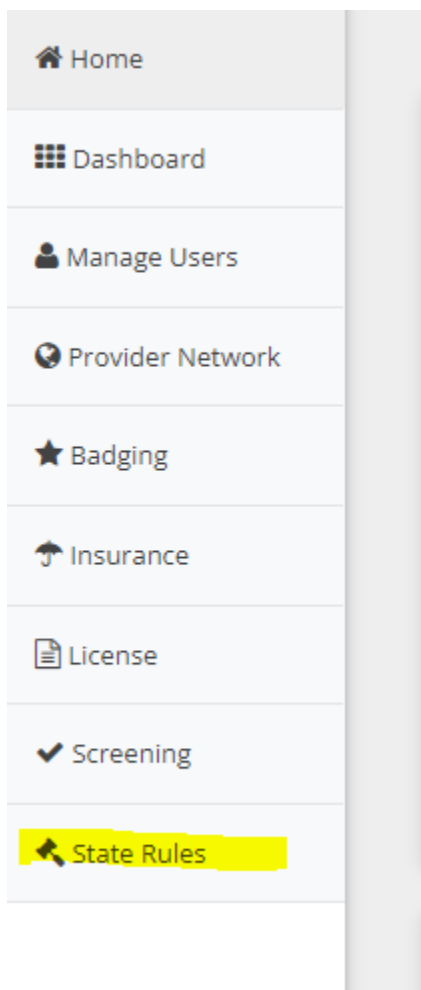 Home
Dashboard
Manage Users
Provider Network
Badging
Insurance
License
Screening
State Rules